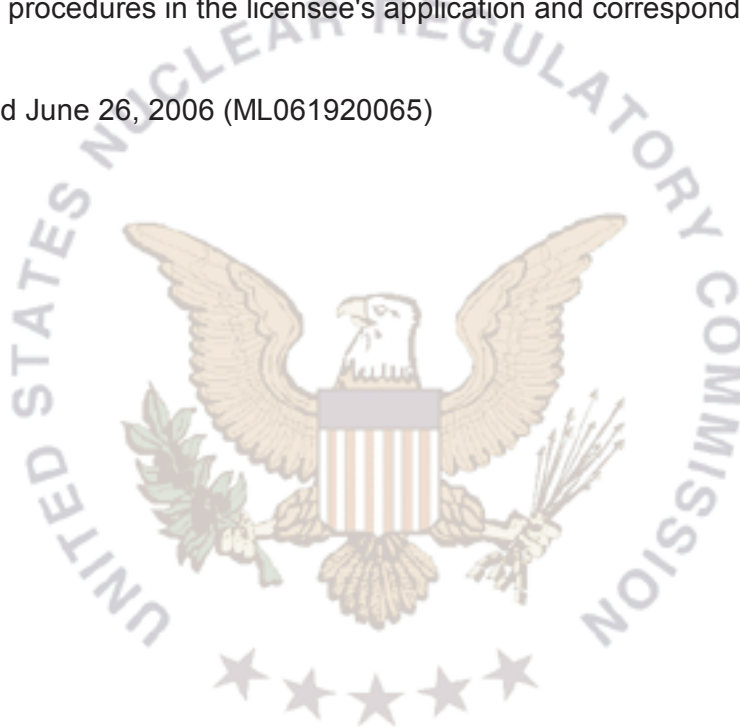 procedures in the licensee's application and correspond
d June 26, 2006 (ML061920065)
UNITED STATES NUCLEAR REGULATORY COMMISSION